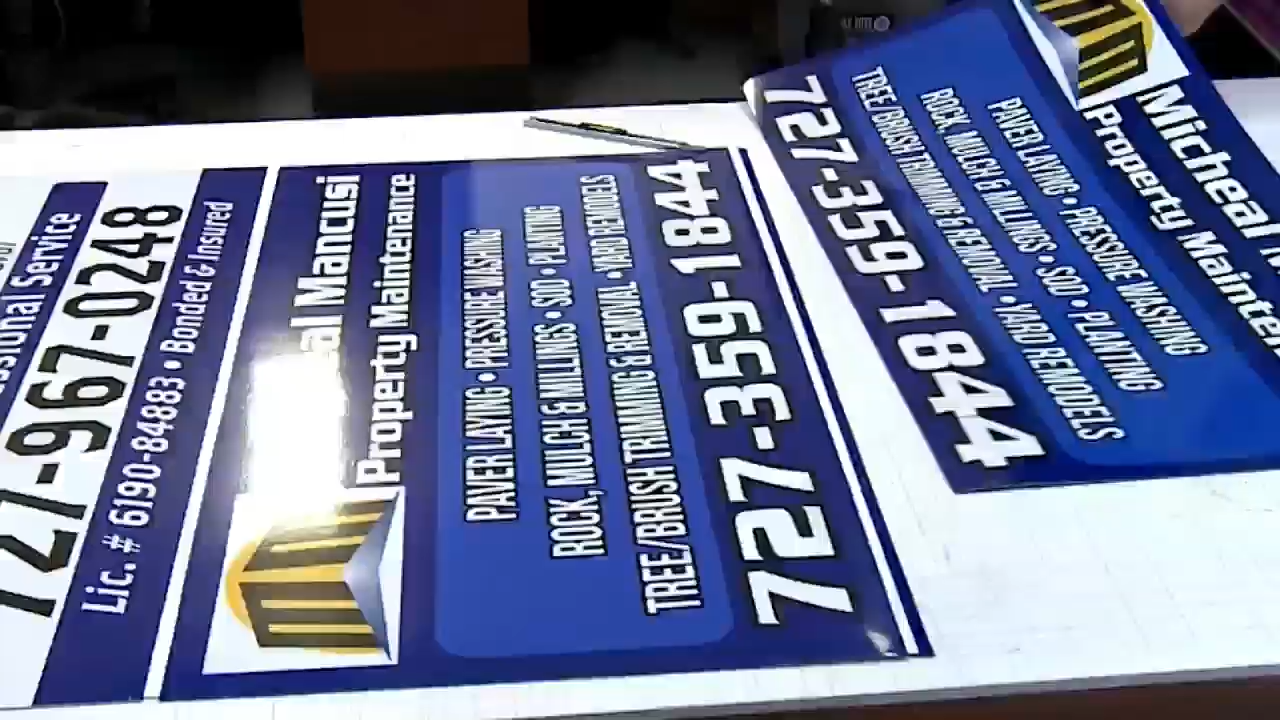 ssional Service
727-967-0248
Lic. # 6190-84883 • Bonded & Insured
al Mancusi
Property Maintenance
PAVER LAYING • PRESSURE WASHING
ROCK, MULCH & MILLINGS • SOD • PLANTING
TREE/BRUSH TRIMMING & REMOVAL • YARD REMODELS
727-359-1844
Micheal
Property Mainte
PAVER LAYING • PRESSURE WASHING
ROCK, MULCH & MILLINGS • SOD • PLANTING
TREE/BRUSH TRIMMING & REMOVAL • YARD REMODELS
727-359-1844